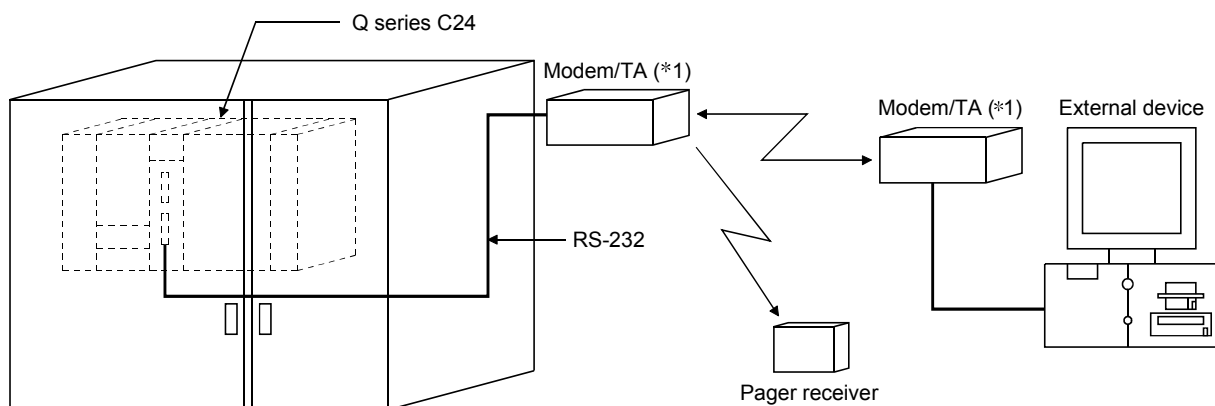 Q series C24
Modem/TA (*1)
Modem/TA (*1)
External device
RS-232
Pager receiver